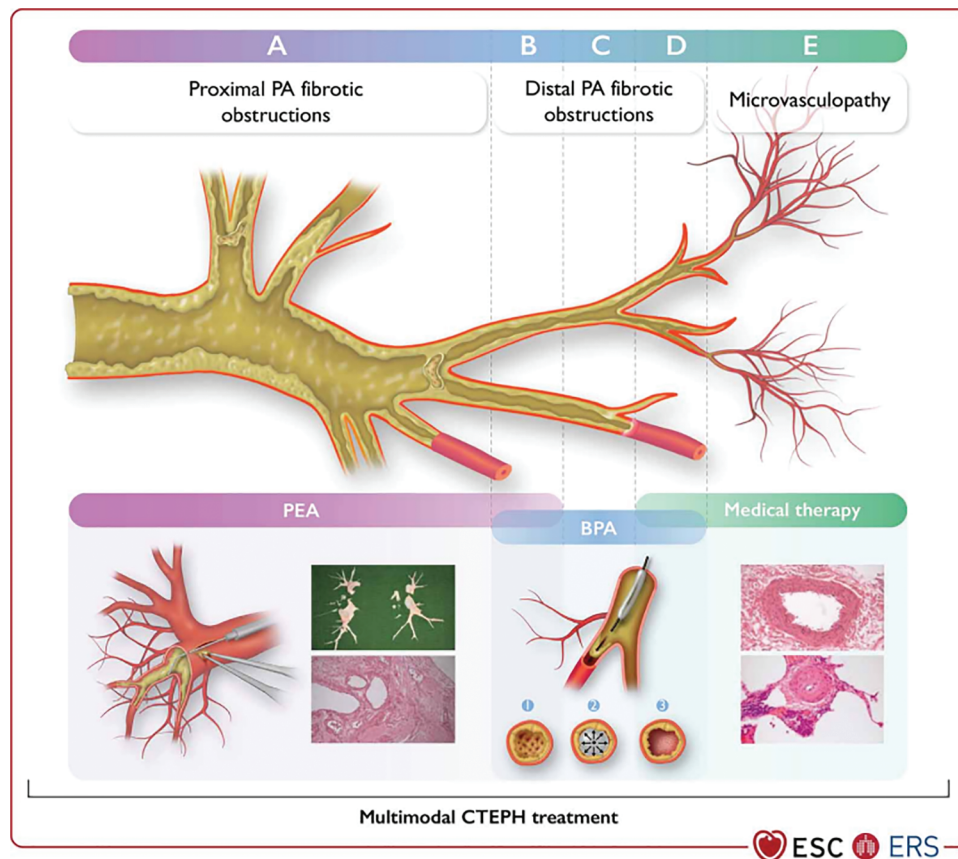 A B C D E
Proximal PA fibrotic
obstructions
Distal PA fibrotic
obstructions
Microvasculopathy
PEA
BPA
Medical therapy
1 2 3
Multimodal CTEPH treatment
ESC ERS